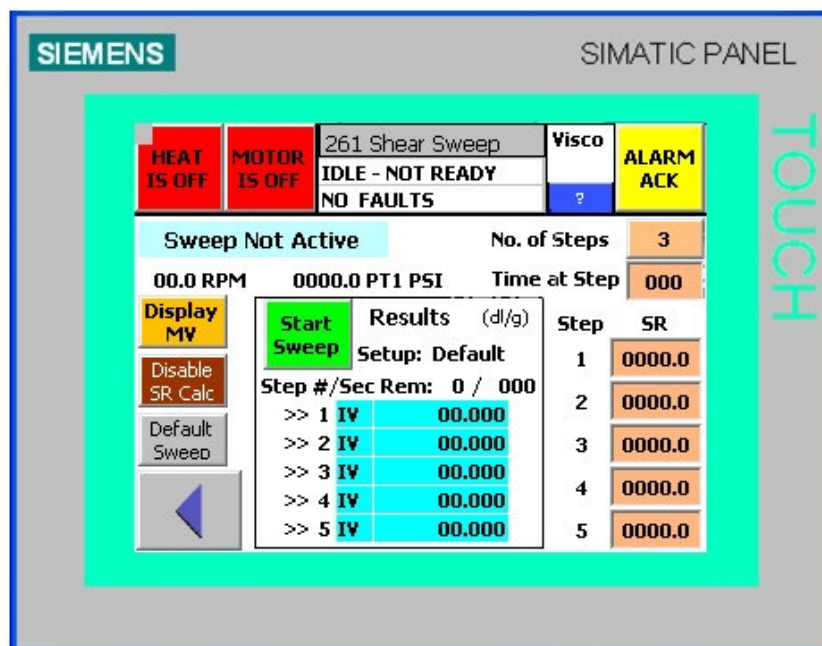 SIEMENS
SIMATIC PANEL
TOUCH
HEAT
IS OFF
MOTOR
IS OFF
261 Shear Sweep
IDLE - NOT READY
NO FAULTS
Visco
?
ALARM
ACK
Sweep Not Active
No. of Steps 3
00.0 RPM 0000.0 PT1 PSI
Time at Step 000
Display
MV
Disable
SR Calc
Default
Sweep
Start
Sweep
Results (dl/g)
Setup: Default
Step #/Sec Rem: 0 / 000
>> 1 IV 00.000
>> 2 IV 00.000
>> 3 IV 00.000
>> 4 IV 00.000
>> 5 IV 00.000
Step SR
1 0000.0
2 0000.0
3 0000.0
4 0000.0
5 0000.0